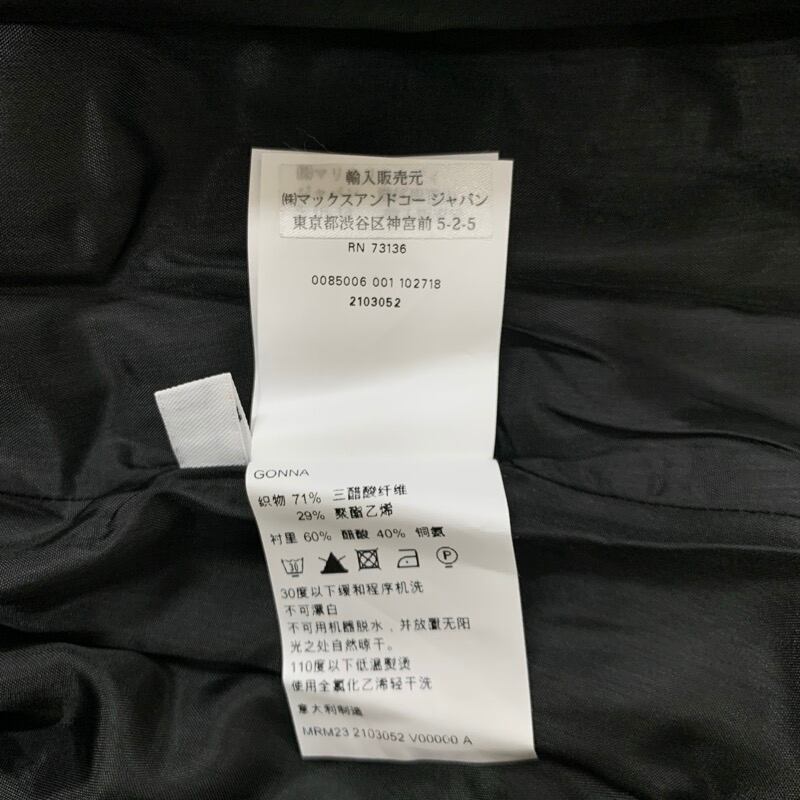 輸入販売元
㈱マックスアンドコー ジャパン
東京都渋谷区神宮前 5-2-5
RN 73136
0085006 001 102718
2103052
GONNA
织物 71% 三醋酸纤维
29% 聚酯乙烯
衬里 60% 醋酸 40% 铜氨
30
P
30度以下缓和程序机洗
不可漂白
不可用机器脱水﹐并放置无阳
光之处自然晾干。
110度以下低温熨烫
使用全氯化乙烯轻干洗
意大利制造
MRM23 2103052 V00000 A